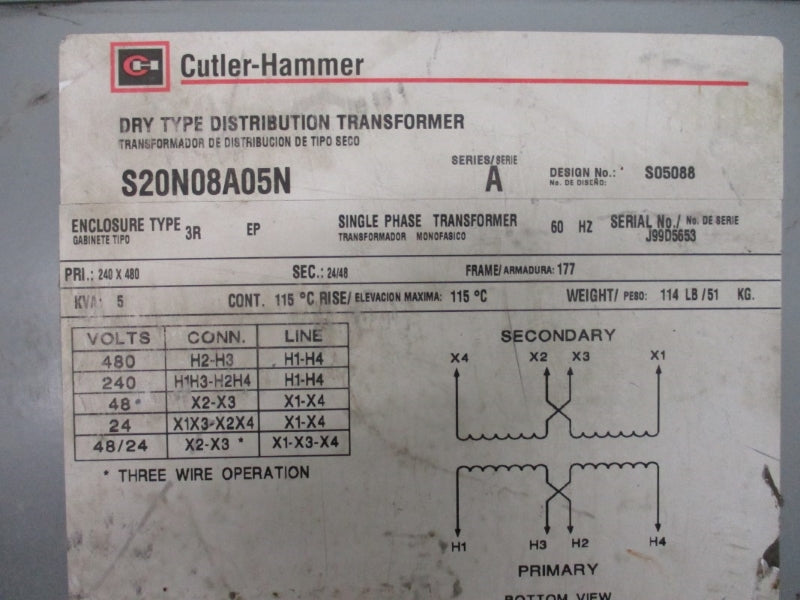 Cutler-Hammer
DRY TYPE DISTRIBUTION TRANSFORMER
TRANSFORMADOR DE DISTRIBUCION DE TIPO SECO
S20N08A05N
SERIES/SERIE
A
DESIGN No.: S05088
No. DE DISEÑO:
ENCLOSURE TYPE 3R EP
GABINETE TIPO
SINGLE PHASE TRANSFORMER 60 HZ
TRANSFORMADOR MONOFASICO
SERIAL No./ No. DE SERIE
J99D5653
PRI.: 240 X 480 SEC.: 24/48 FRAME/ARMADURA: 177
KVA: 5 CONT. 115 °C RISE/ ELEVACION MAXIMA: 115 °C WEIGHT/ PESO: 114 LB /51 KG.
VOLTS CONN. LINE
480 H2-H3 H1-H4
240 H1H3-H2H4 H1-H4
48 X2-X3 X1-X4
24 X1X3-X2X4 X1-X4
48/24 X2-X3 * X1-X3-X4
* THREE WIRE OPERATION
SECONDARY
X4 X2 X3 X1
H1 H3 H2 H4
PRIMARY
BOTTOM VIEW